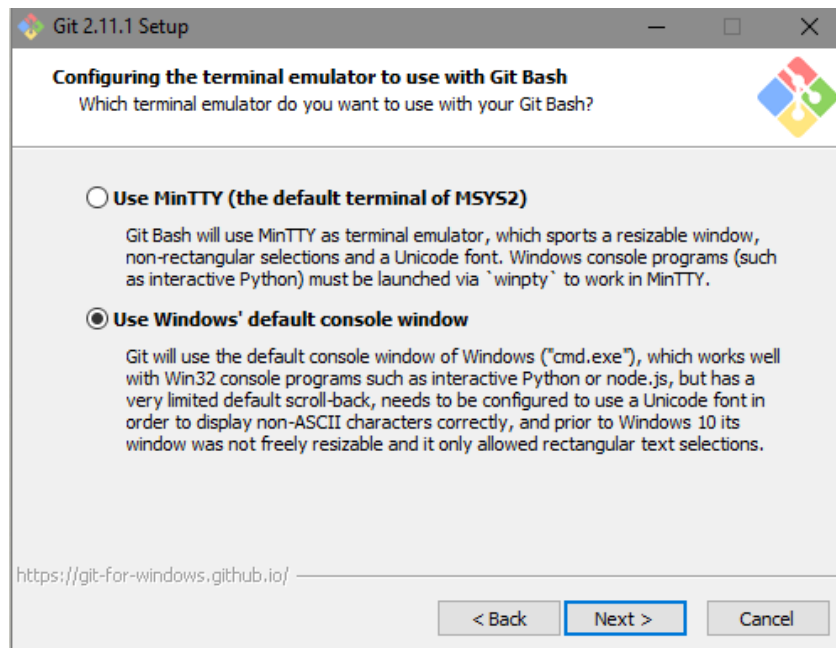 Git 2.11.1 Setup
Configuring the terminal emulator to use with Git Bash
Which terminal emulator do you want to use with your Git Bash?
Use MinTTY (the default terminal of MSYS2)
Git Bash will use MinTTY as terminal emulator, which sports a resizable window,
non-rectangular selections and a Unicode font. Windows console programs (such
as interactive Python) must be launched via `winpty` to work in MinTTY.
Use Windows' default console window
Git will use the default console window of Windows ("cmd.exe"), which works well
with Win32 console programs such as interactive Python or node.js, but has a
very limited default scroll-back, needs to be configured to use a Unicode font in
order to display non-ASCII characters correctly, and prior to Windows 10 its
window was not freely resizable and it only allowed rectangular text selections.
https://git-for-windows.github.io/
< Back Next > Cancel